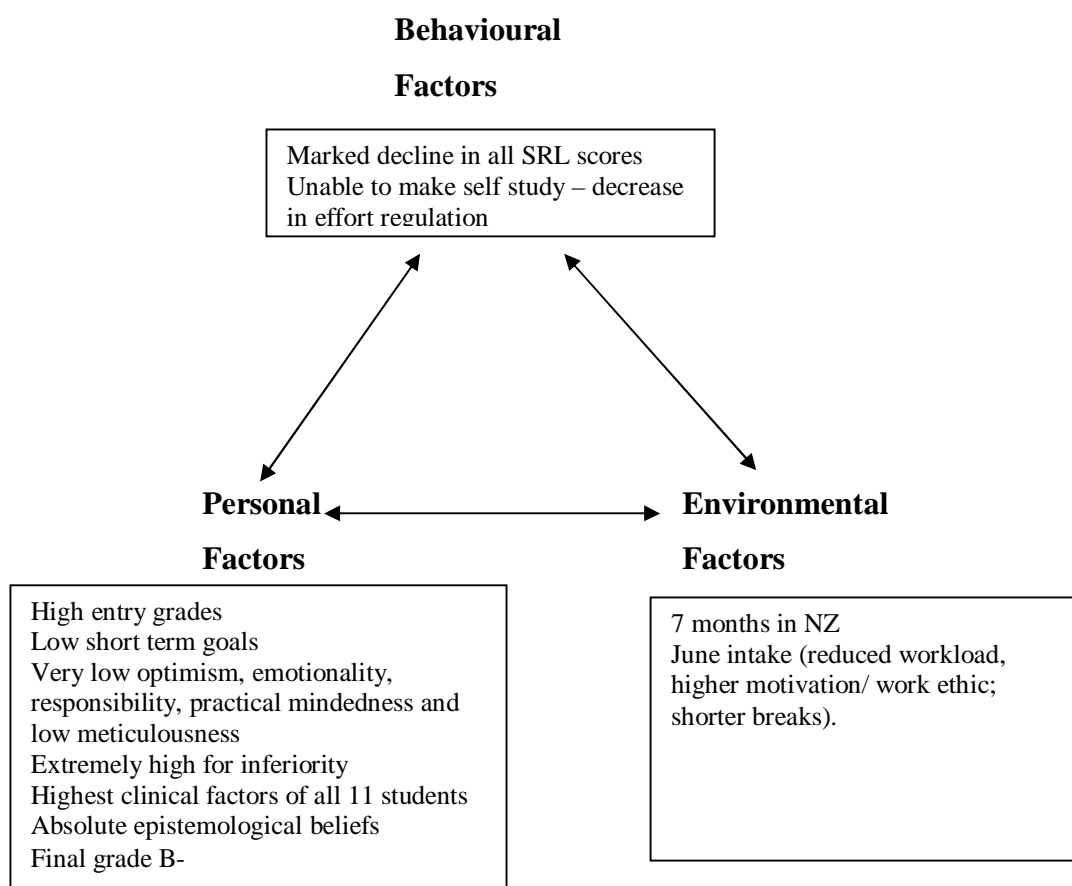 Behavioural
Factors
Marked decline in all SRL scores
Unable to make self study – decrease
in effort regulation
Personal
Factors
High entry grades
Low short term goals
Very low optimism, emotionality,
responsibility, practical mindedness and
low meticulousness
Extremely high for inferiority
Highest clinical factors of all 11 students
Absolute epistemological beliefs
Final grade B-
Environmental
Factors
7 months in NZ
June intake (reduced workload,
higher motivation/ work ethic;
shorter breaks).